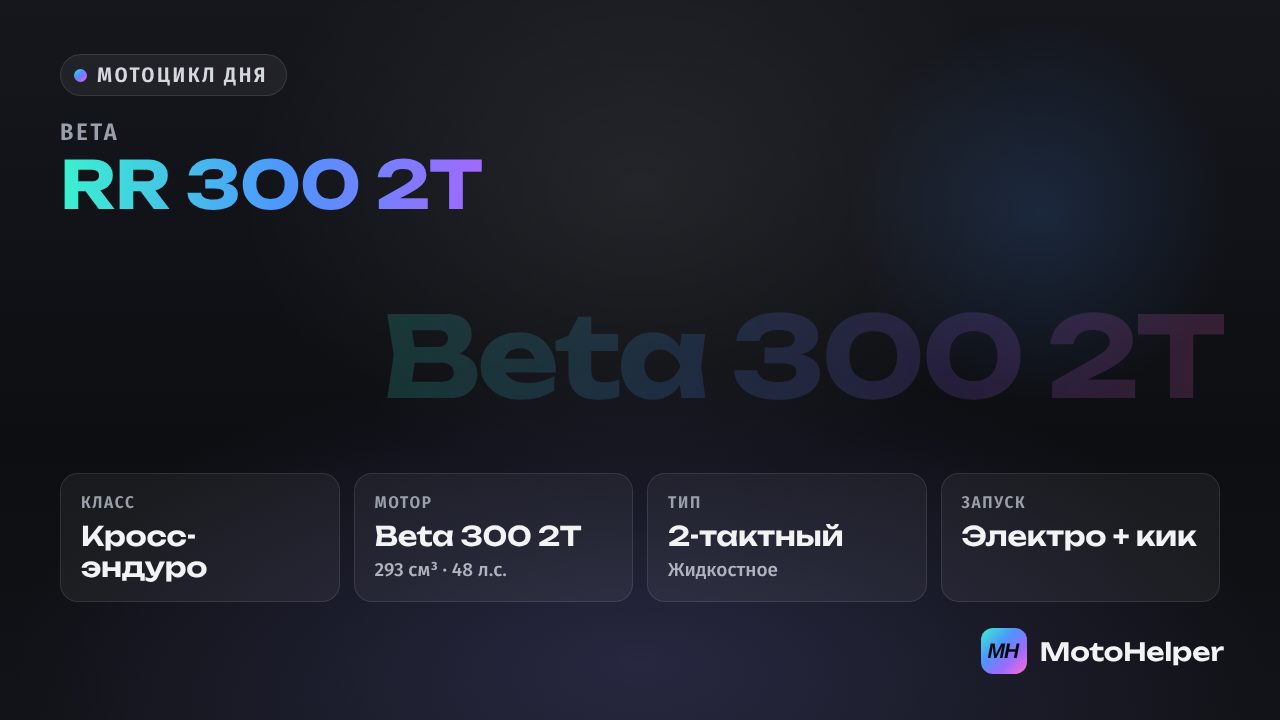 МОТОЦИКЛ ДНЯ
BETA
RR 300 2T
Beta 300 2T
КЛАСС
Кросс-
эндуро
МОТОР
Beta 300 2T
293 см³ · 48 л.с.
ТИП
2-тактный
Жидкостное
ЗАПУСК
Электро + кик
MH MotoHelper